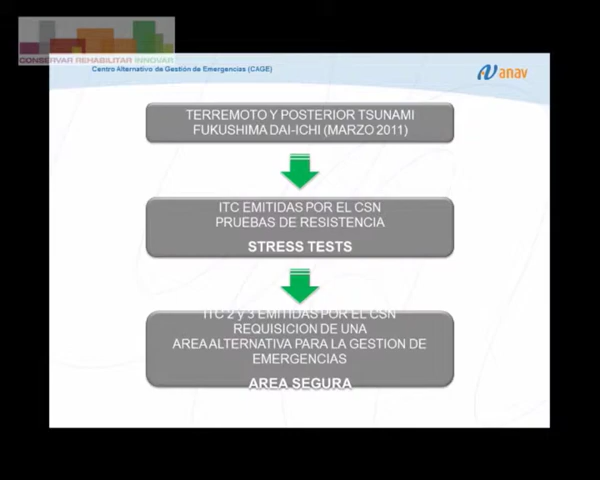 CONSERVAR REHABILITAR INNOVAR
Centro Alternativo de Gestión de Emergencias (CAGE)
anav
TERREMOTO Y POSTERIOR TSUNAMI
FUKUSHIMA DAI-ICHI (MARZO 2011)
ITC EMITIDAS POR EL CSN
PRUEBAS DE RESISTENCIA
STRESS TESTS
ITC 2 y 3 EMITIDAS POR EL CSN
REQUISICION DE UNA
AREA ALTERNATIVA PARA LA GESTION DE
EMERGENCIAS
AREA SEGURA